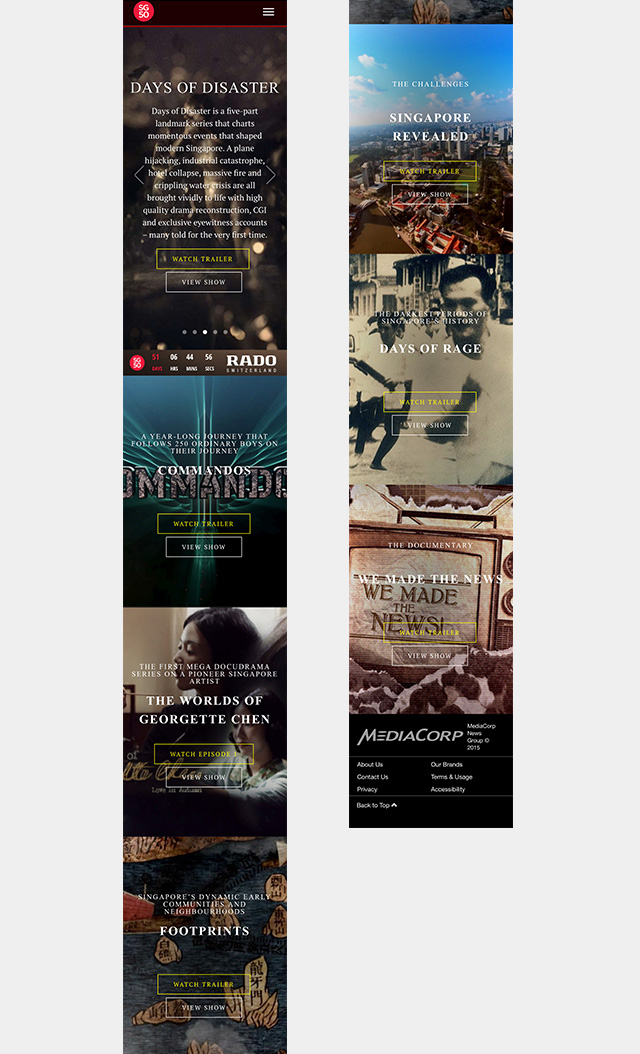 SG
50
DAYS OF DISASTER
Days of Disaster is a five-part
landmark series that charts
momentous events that shaped
modern Singapore. A plane
hijacking, industrial catastrophe,
hotel collapse, massive fire and
crippling water crisis are all
brought vividly to life with high
quality drama reconstruction, CGI
and exclusive eyewitness accounts
– many told for the very first time.
WATCH TRAILER
VIEW SHOW
SG
50
51 06 44 56
DAYS HRS MINS SECS
RADO
SWITZERLAND
A YEAR-LONG JOURNEY THAT
FOLLOWS 250 ORDINARY BOYS ON
THEIR JOURNEY
COMMANDOS
OMMANDO
WATCH TRAILER
VIEW SHOW
THE FIRST MEGA DOCUDRAMA
SERIES ON A PIONEER SINGAPORE
ARTIST
THE WORLDS OF
GEORGETTE CHEN
WATCH EPISODE 1
of
VIEW SHOW
Love in Autumn
SINGAPORE'S DYNAMIC EARLY
COMMUNITIES AND
NEIGHBOURHOODS
FOOTPRINTS
WATCH TRAILER
龍牙門
VIEW SHOW
THE CHALLENGES
SINGAPORE
REVEALED
WATCH TRAILER
VIEW SHOW
THE DARKEST PERIODS OF
SINGAPORE'S HISTORY
DAYS OF RAGE
WATCH TRAILER
VIEW SHOW
THE DOCUMENTARY
WE MADE THE NEWS
WE MADE
THE
NEWS!
WATCH TRAILER
VIEW SHOW
MEDIACORP
MediaCorp
News
Group ©
2015
About Us
Our Brands
Contact Us
Terms & Usage
Privacy
Accessibility
Back to Top